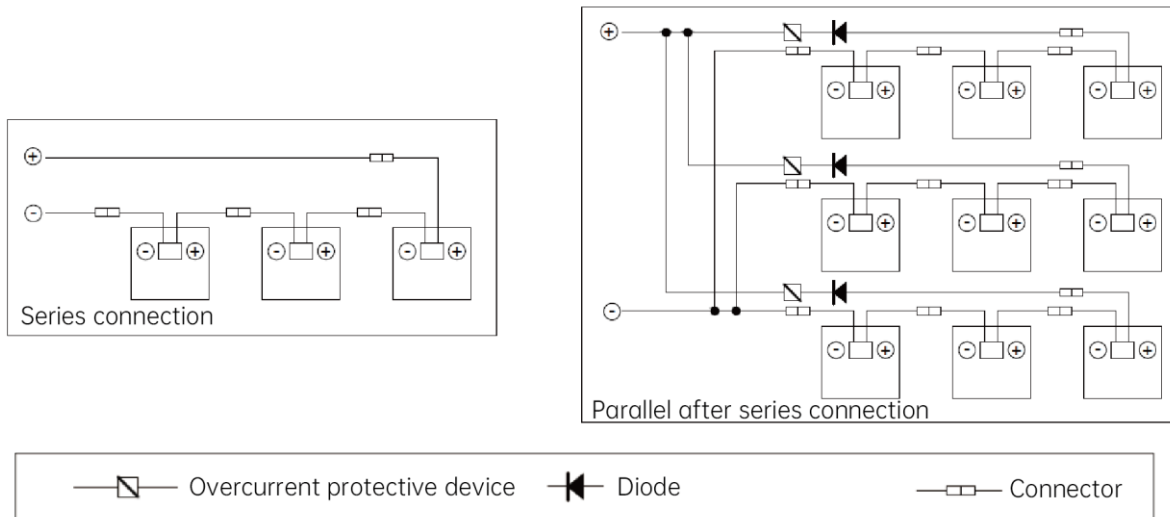 +
-
- + - + - +
Series connection
+
- + - + - +
- + - + - +
-
- + - + - +
Parallel after series connection
Overcurrent protective device
Diode
Connector